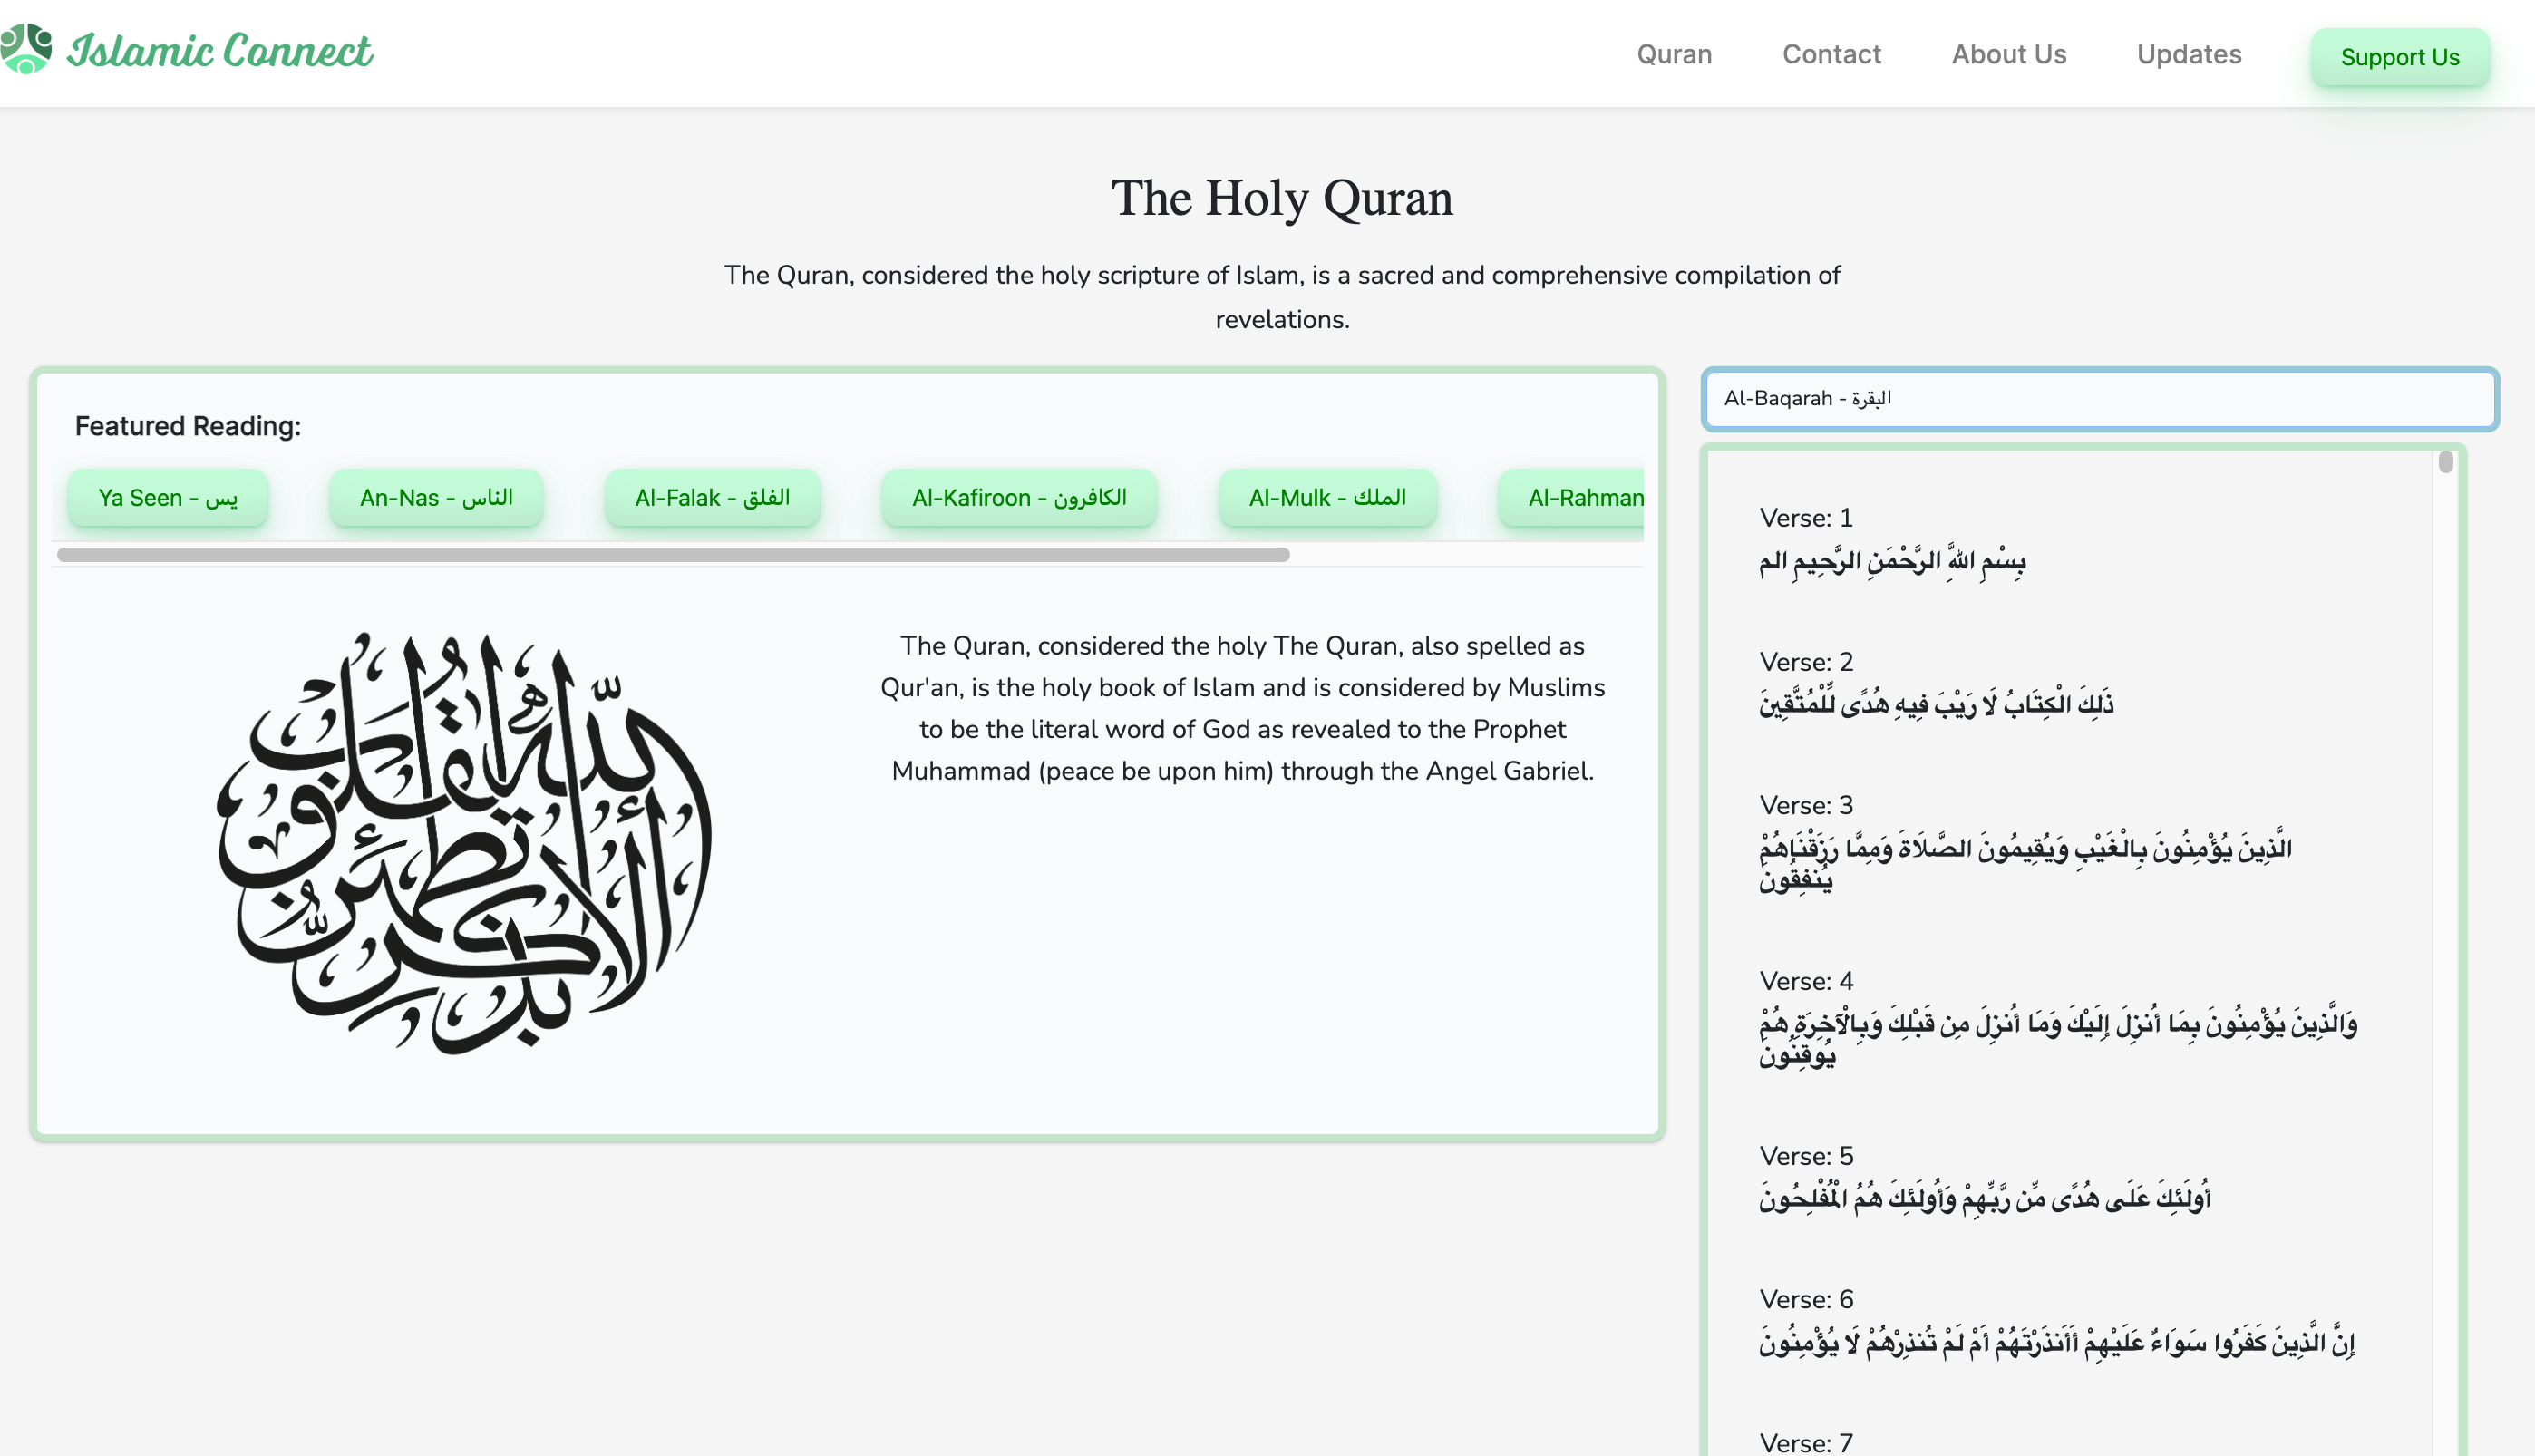 Islamic Connect
Quran
Contact
About Us
Updates
Support Us
The Holy Quran
The Quran, considered the holy scripture of Islam, is a sacred and comprehensive compilation of
revelations.
Featured Reading:
Ya Seen - يس
An-Nas - الناس
Al-Falak - الفلق
Al-Kafiroon - الكافرون
Al-Mulk - الملك
Al-Rahman
أَلَا بِذِكْرِ اللَّهِ تَطْمَئِنُّ الْقُلُوبُ
The Quran, considered the holy The Quran, also spelled as
Qur'an, is the holy book of Islam and is considered by Muslims
to be the literal word of God as revealed to the Prophet
Muhammad (peace be upon him) through the Angel Gabriel.
Al-Baqarah - البقرة
Verse: 1
بِسْمِ اللَّهِ الرَّحْمَنِ الرَّحِيمِ الم
Verse: 2
ذَلِكَ الْكِتَابُ لَا رَيْبَ فِيهِ هُدًى لِّلْمُتَّقِينَ
Verse: 3
الَّذِينَ يُؤْمِنُونَ بِالْغَيْبِ وَيُقِيمُونَ الصَّلَاةَ وَمِمَّا رَزَقْنَاهُمْ
يُنفِقُونَ
Verse: 4
وَالَّذِينَ يُؤْمِنُونَ بِمَا أُنزِلَ إِلَيْكَ وَمَا أُنزِلَ مِن قَبْلِكَ وَبِالْآخِرَةِ هُمْ
يُوقِنُونَ
Verse: 5
أُولَئِكَ عَلَى هُدًى مِّن رَّبِّهِمْ وَأُولَئِكَ هُمُ الْمُفْلِحُونَ
Verse: 6
إِنَّ الَّذِينَ كَفَرُوا سَوَاءٌ عَلَيْهِمْ أَأَنذَرْتَهُمْ أَمْ لَمْ تُنذِرْهُمْ لَا يُؤْمِنُونَ
Verse: 7